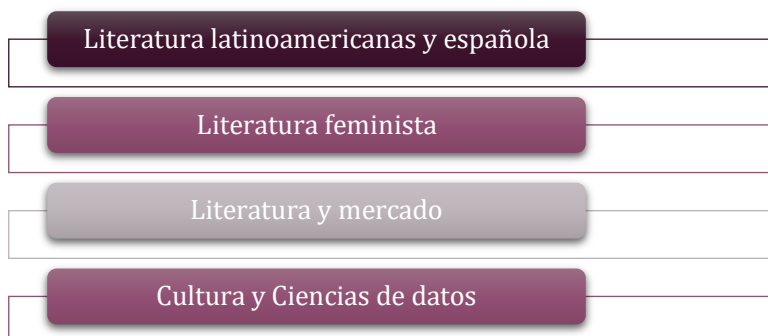 Literatura latinoamericanas y española
Literatura feminista
Literatura y mercado
Cultura y Ciencias de datos